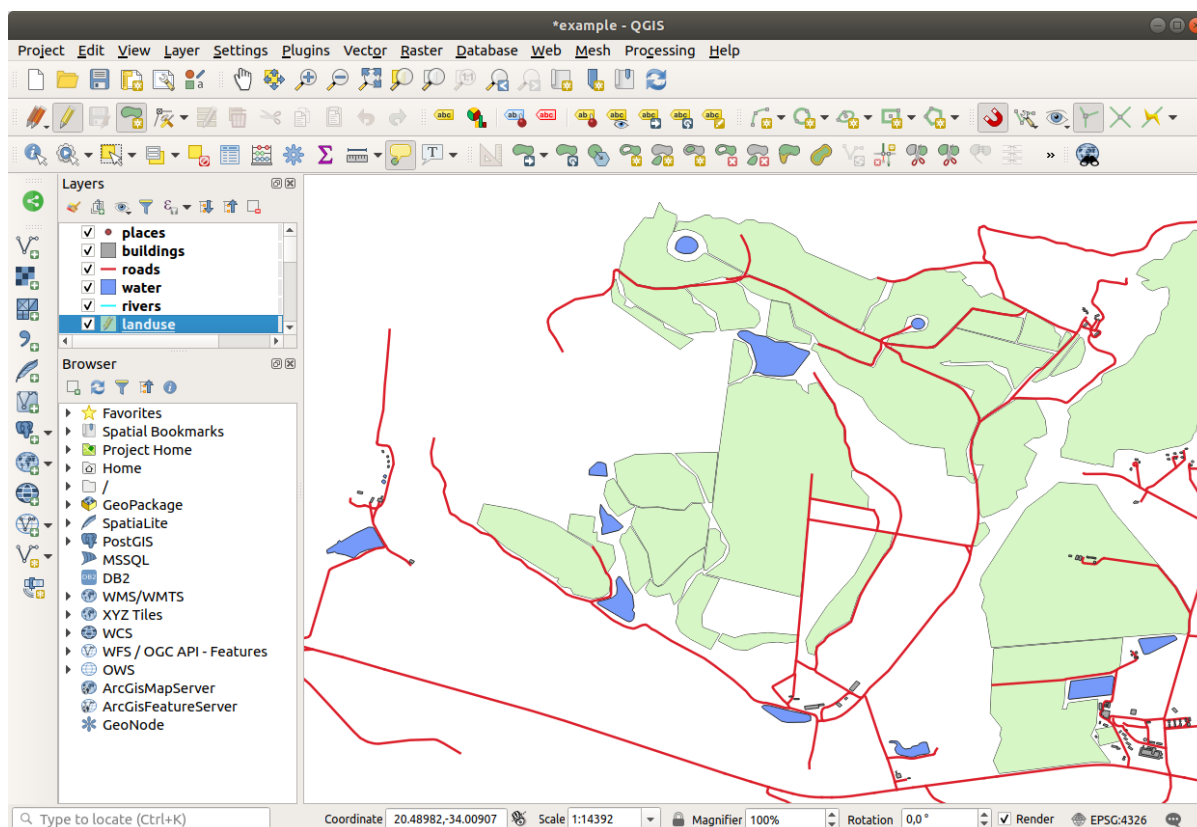 *example - QGIS
Project Edit View Layer Settings Plugins Vector Raster Database Web Mesh Processing Help
Layers
places
buildings
roads
water
rivers
landuse
Browser
Favorites
Spatial Bookmarks
Project Home
Home
/
GeoPackage
SpatiaLite
PostGIS
MSSQL
DB2 DB2
WMS/WMTS
XYZ Tiles
WCS
WFS / OGC API - Features
OWS
ArcGisMapServer
ArcGisFeatureServer
GeoNode
Type to locate (Ctrl+K) Coordinate 20.48982,-34.00907 Scale 1:14392 Magnifier 100% Rotation 0,0 ° Render EPSG:4326